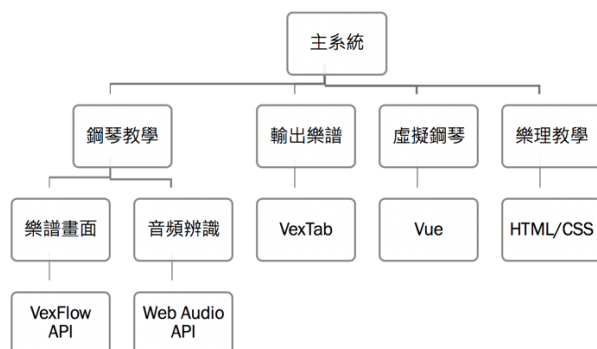 主系統
鋼琴教學
輸出樂譜
虛擬鋼琴
樂理教學
樂譜畫面
音頻辨識
VexTab
Vue
HTML/CSS
VexFlow
API
Web Audio
API